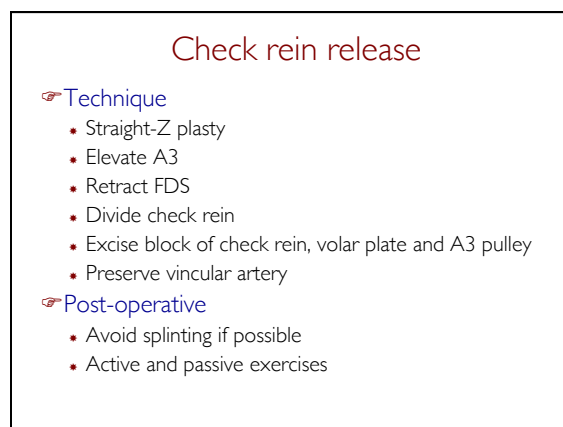 Check rein release
Technique
Straight-Z plasty
Elevate A3
Retract FDS
Divide check rein
Excise block of check rein, volar plate and A3 pulley
Preserve vincular artery
Post-operative
Avoid splinting if possible
Active and passive exercises